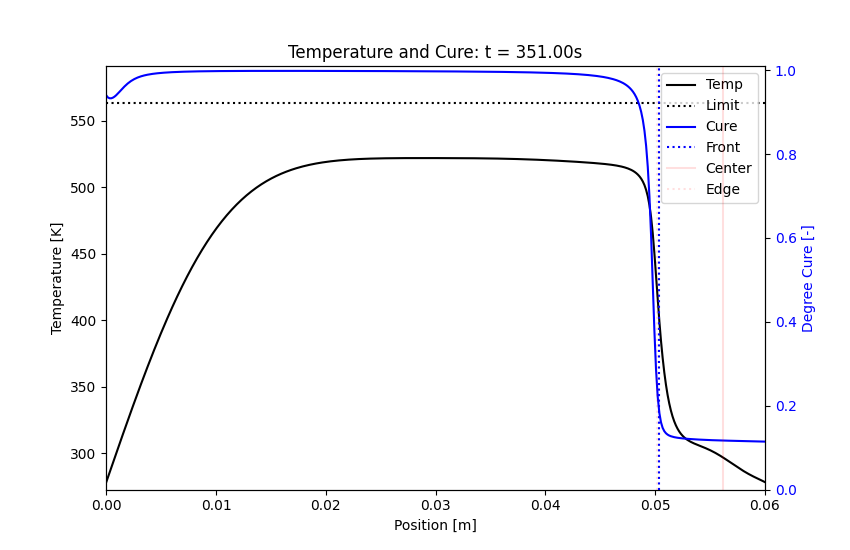 Temperature and Cure: t = 351.00s
Temperature [K]
550
500
450
400
350
300
Temp
Limit
Cure
Front
Center
Edge
1.0
0.8
0.6
0.4
0.2
0.0
Degree Cure [-]
0.00 0.01 0.02 0.03 0.04 0.05 0.06
Position [m]